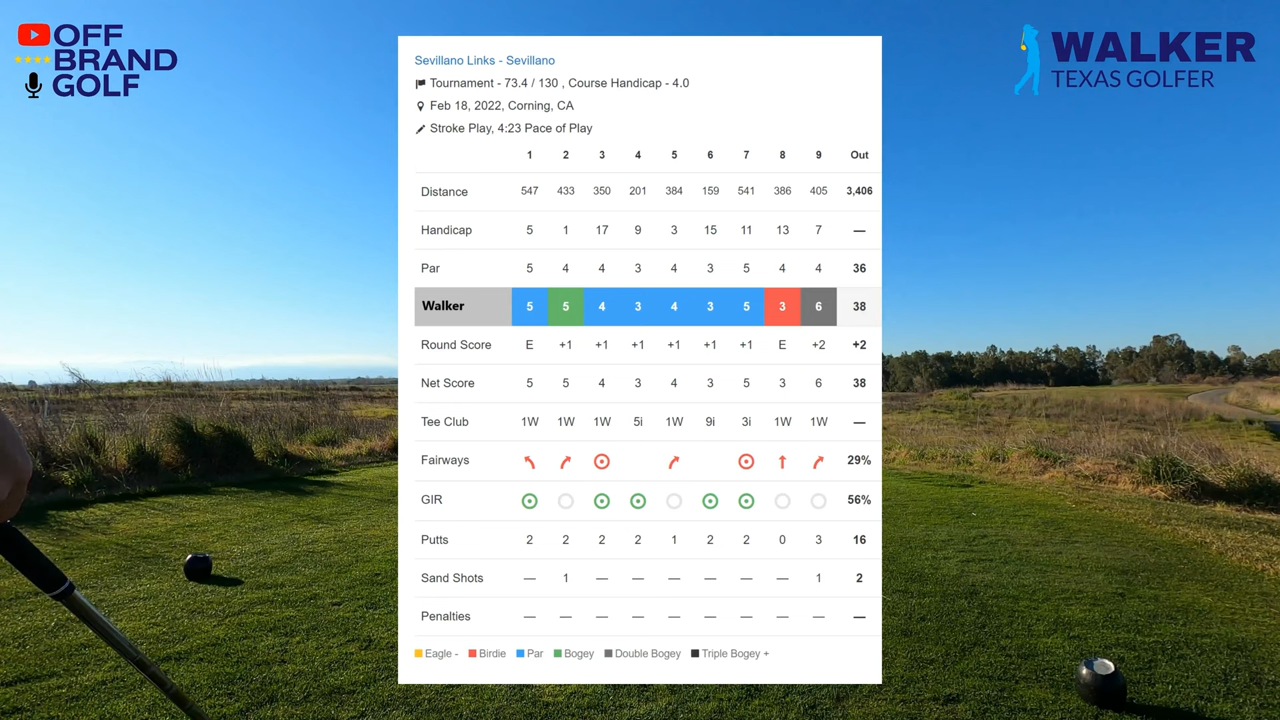 OFF
BRAND
GOLF
WALKER
TEXAS GOLFER
Sevillano Links - Sevillano
Tournament - 73.4 / 130 , Course Handicap - 4.0
Feb 18, 2022, Corning, CA
Stroke Play, 4:23 Pace of Play
1 2 3 4 5 6 7 8 9 Out
Distance 547 433 350 201 384 159 541 386 405 3,406
Handicap 5 1 17 9 3 15 11 13 7 —
Par 5 4 4 3 4 3 5 4 4 36
Walker 5 5 4 3 4 3 5 3 6 38
Round Score E +1 +1 +1 +1 +1 +1 E +2 +2
Net Score 5 5 4 3 4 3 5 3 6 38
Tee Club 1W 1W 1W 5i 1W 9i 3i 1W 1W —
Fairways 29%
GIR 56%
Putts 2 2 2 2 1 2 2 0 3 16
Sand Shots — 1 — — — — — — 1 2
Penalties — — — — — — — — — —
Eagle - Birdie Par Bogey Double Bogey Triple Bogey +